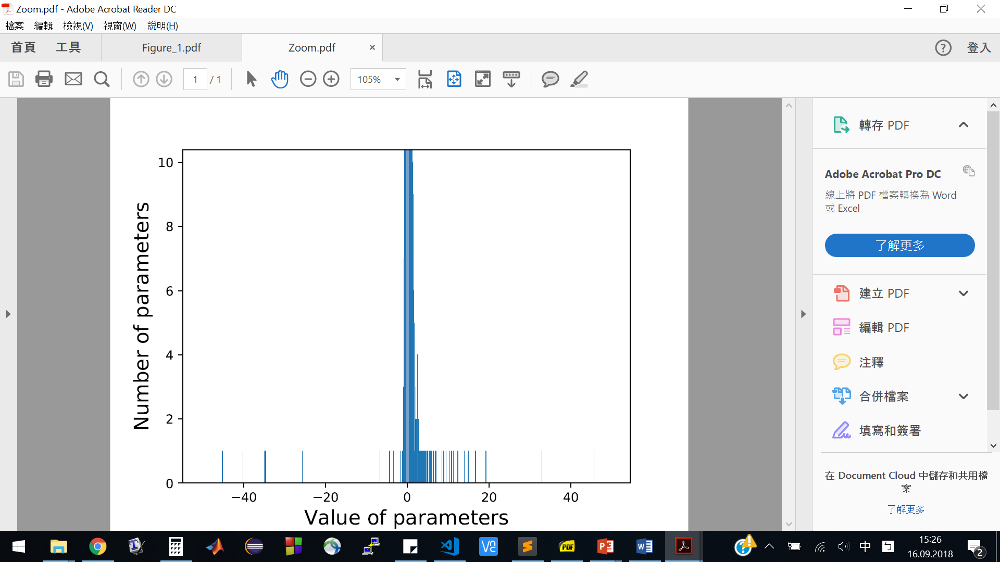 Zoom.pdf - Adobe Acrobat Reader DC
檔案 編輯 檢視(V) 視窗(W) 說明(H)
首頁 工具 Figure_1.pdf Zoom.pdf × ? 登入
1 / 1 105%
10
8
6
4
2
0
Number of parameters
−40 −20 0 20 40
Value of parameters
轉存 PDF
Adobe Acrobat Pro DC
線上將 PDF 檔案轉換為 Word
或 Excel
了解更多
建立 PDF
編輯 PDF
注釋
合併檔案
填寫和簽署
在 Document Cloud 中儲存和共用檔
案
了解更多
PDF
中 ㄅ
15:26
16.09.2018
2